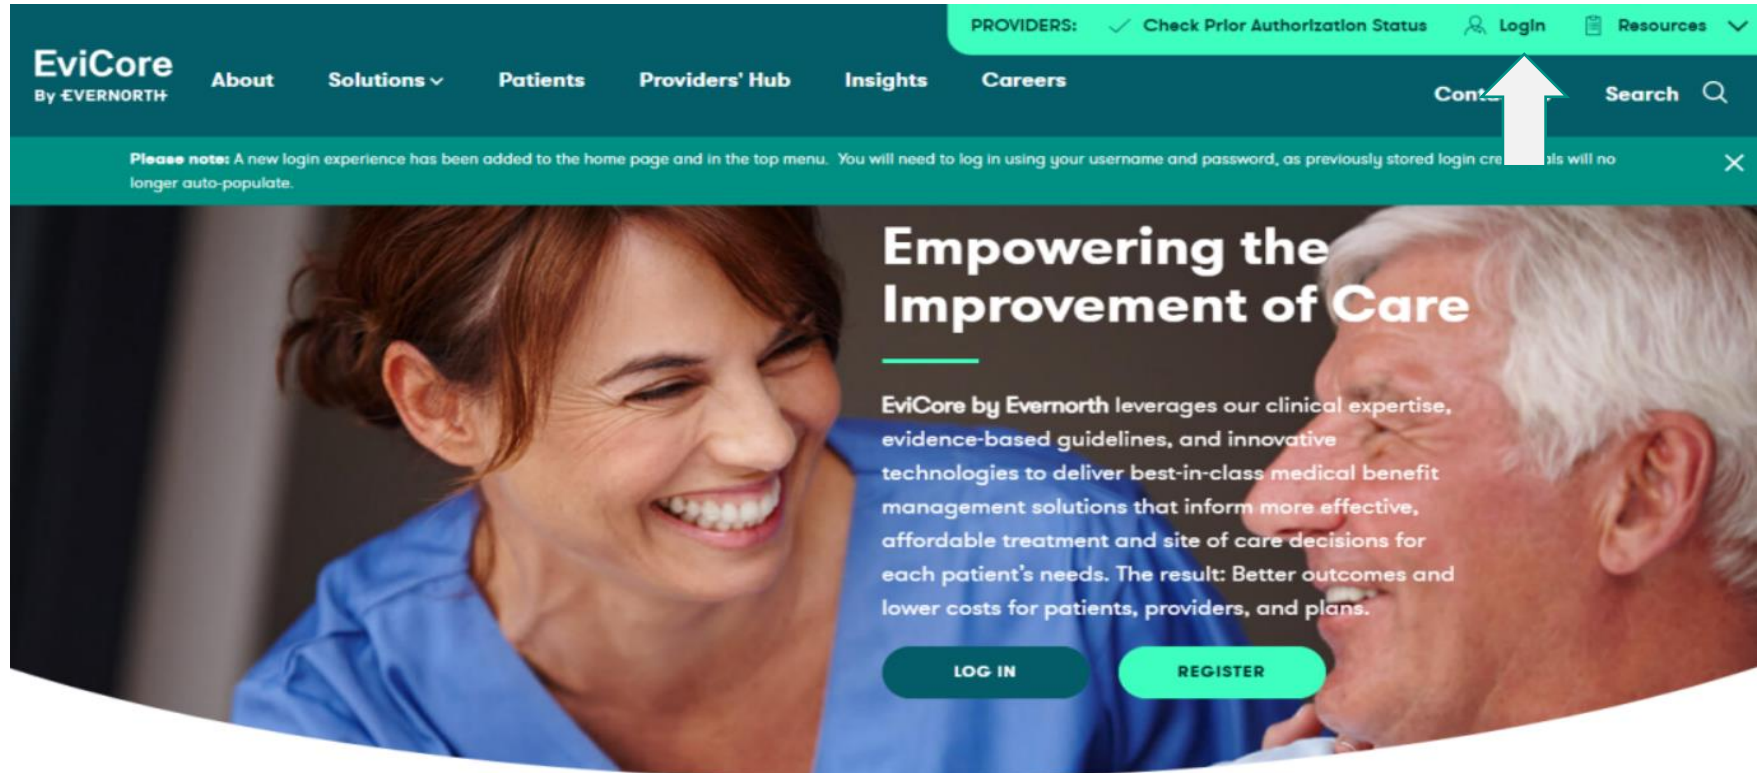 PROVIDERS: Check Prior Authorization Status Login Resources
EviCore
By EVERNORTH
About Solutions Patients Providers' Hub Insights Careers
Search
Please note: A new login experience has been added to the home page and in the top menu. You will need to log in using your username and password, as previously stored login will no
longer auto-populate.
Empowering the
Improvement of Care
EviCore by Evernorth leverages our clinical expertise,
evidence-based guidelines, and innovative
technologies to deliver best-in-class medical benefit
management solutions that inform more effective,
affordable treatment and site of care decisions for
each patient's needs. The result: Better outcomes and
lower costs for patients, providers, and plans.
LOG IN REGISTER